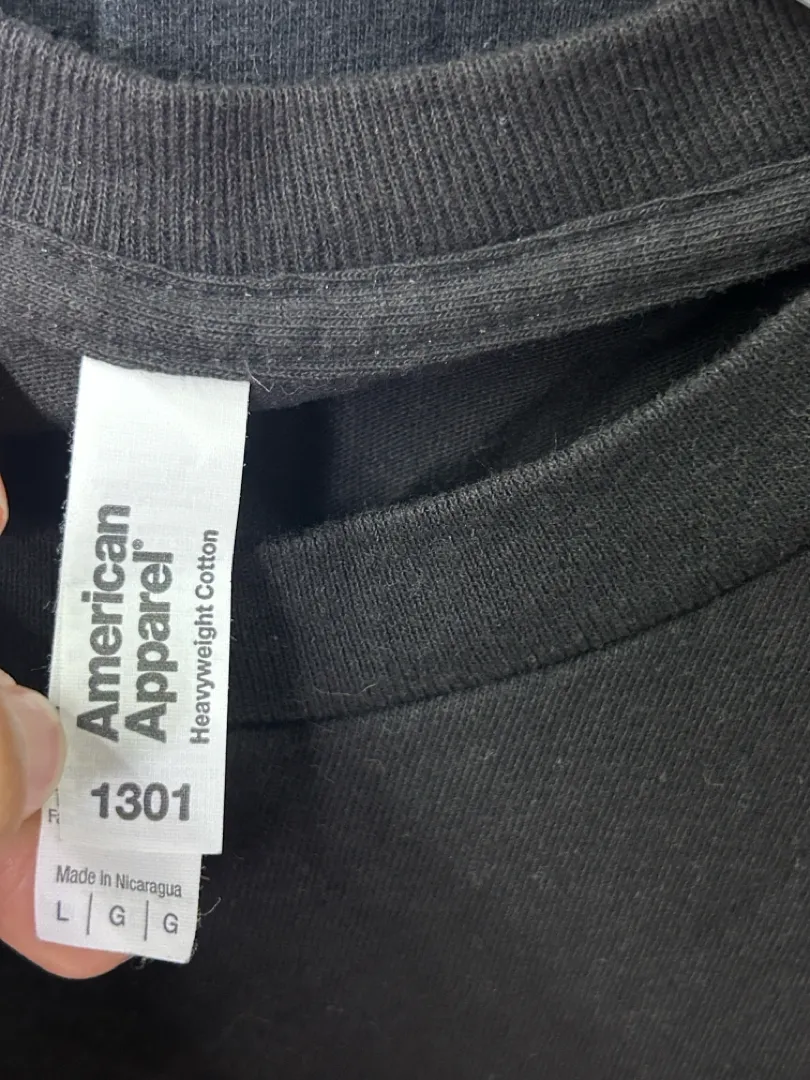 American
Apparel®
Heavyweight Cotton
1301
Made in Nicaragua
L | G | G